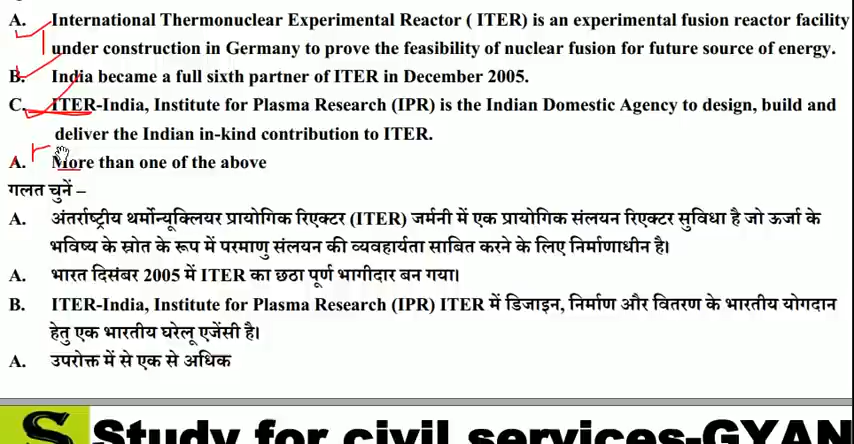 A. International Thermonuclear Experimental Reactor ( ITER) is an experimental fusion reactor facility
under construction in Germany to prove the feasibility of nuclear fusion for future source of energy.
B. India became a full sixth partner of ITER in December 2005.
C. ITER-India, Institute for Plasma Research (IPR) is the Indian Domestic Agency to design, build and
deliver the Indian in-kind contribution to ITER.
A. More than one of the above
गलत चुनें –
A. अंतर्राष्ट्रीय थर्मोन्यूक्लियर प्रायोगिक रिएक्टर (ITER) जर्मनी में एक प्रायोगिक संलयन रिएक्टर सुविधा है जो ऊर्जा के
भविष्य के स्रोत के रूप में परमाणु संलयन की व्यवहार्यता साबित करने के लिए निर्माणाधीन है।
A. भारत दिसंबर 2005 में ITER का छठा पूर्ण भागीदार बन गया।
B. ITER-India, Institute for Plasma Research (IPR) ITER में डिजाइन, निर्माण और वितरण के भारतीय योगदान
हेतु एक भारतीय घरेलू एजेंसी है।
A. उपरोक्त में से एक से अधिक
S Study for civil services-GYAN